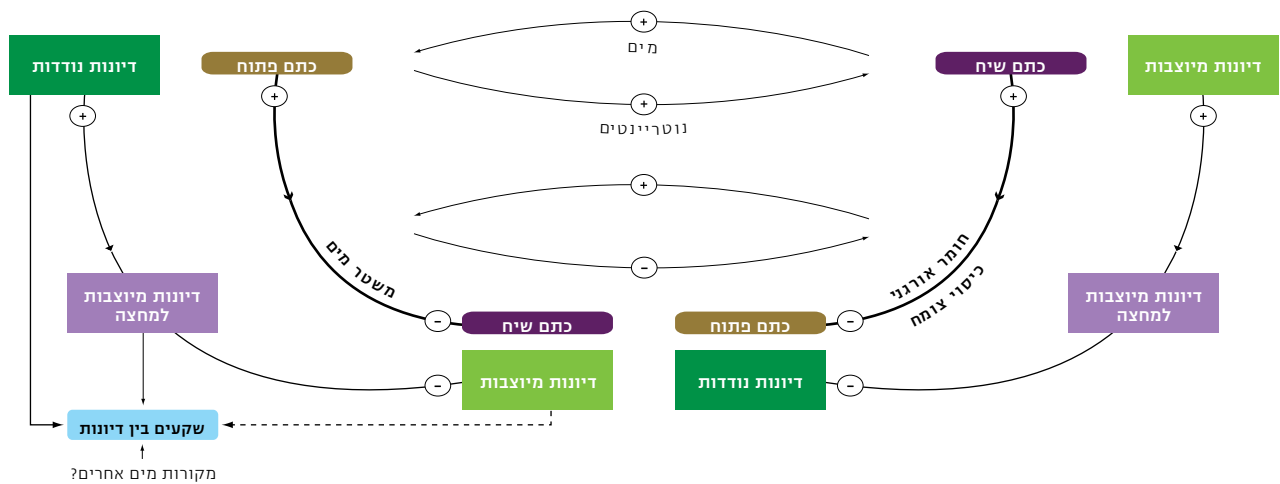 דיונות מיוצבות
כתם שיח
+
מים
כתם פתוח
דיונות נודדות
+
+
+
נוטריינטים
+
+
+
-
חומר אורגני
כיסוי צומח
משטר מים
דיונות מיוצבות
למחצה
דיונות מיוצבות
למחצה
-
כתם פתוח
כתם שיח
-
-
דיונות נודדות
דיונות מיוצבות
-
שקעים בין דיונות
מקורות מים אחרים?